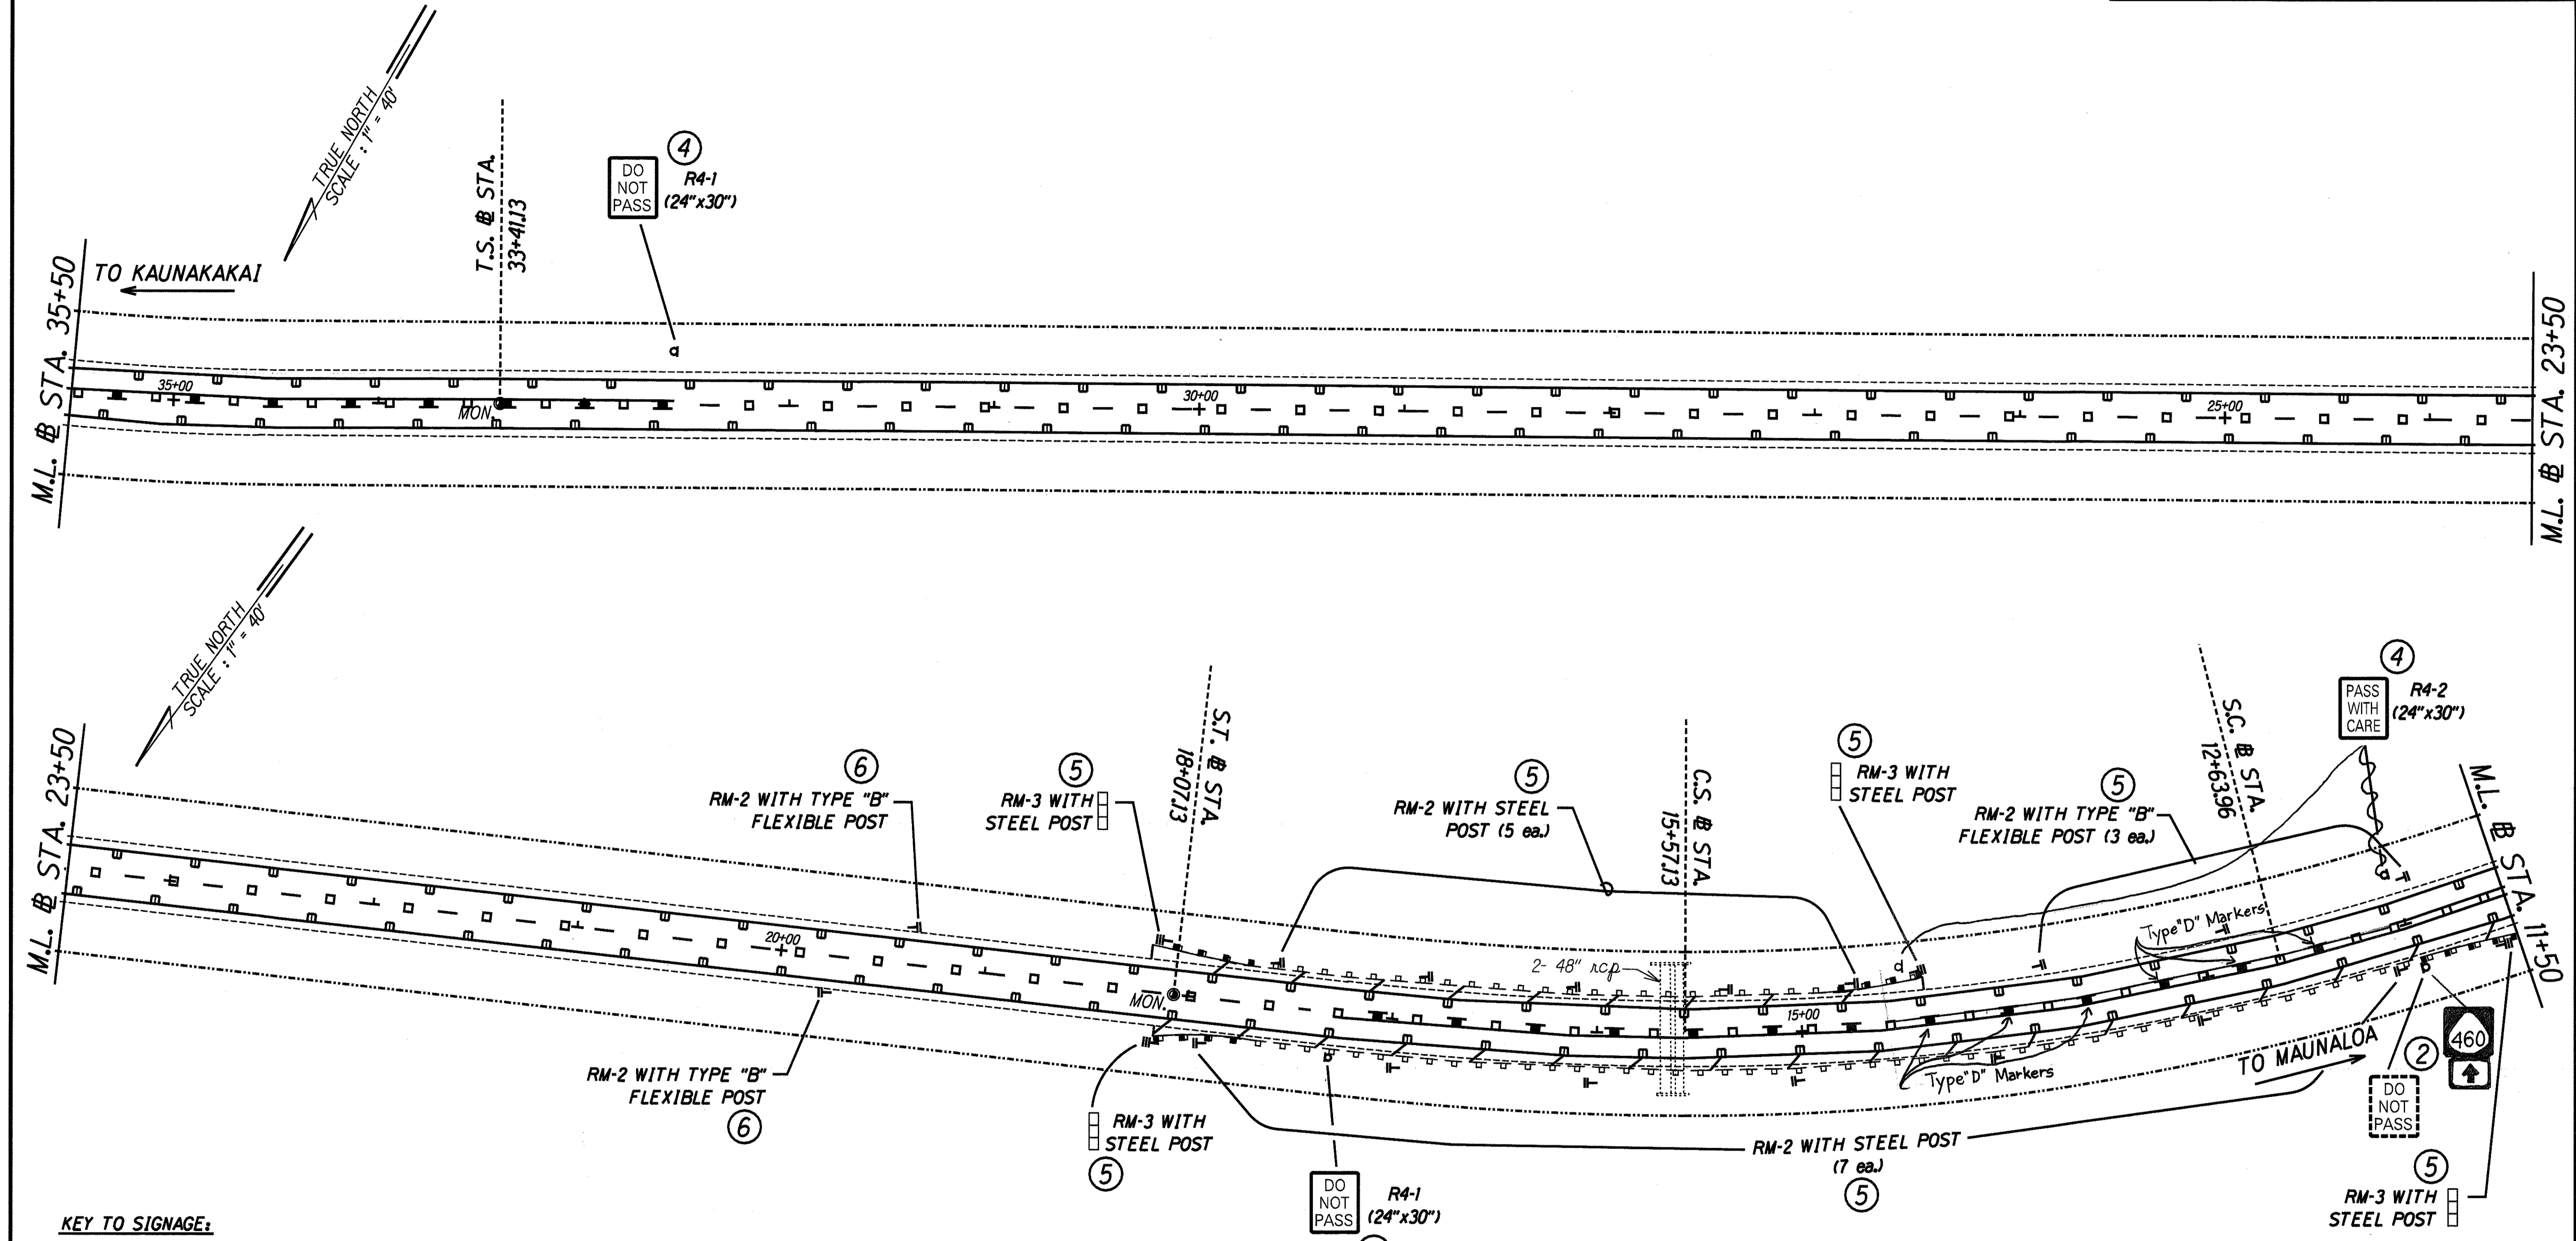 TRUE NORTH
SCALE : 1" = 40'
T.S. ⅊ STA.
33+41.13
DO
NOT
PASS
4
R4-1
(24"x30")
TO KAUNAKAKAI
M.L. ⅊ STA. 35+50
35+00
MON.
30+00
25+00
M.L. ⅊ STA. 23+50
TRUE NORTH
SCALE : 1" = 40'
M.L. ⅊ STA. 23+50
6
RM-2 WITH TYPE "B"
FLEXIBLE POST
5
RM-3 WITH
STEEL POST
S.T. ⅊ STA.
18+07.13
5
RM-2 WITH STEEL
POST (5 ea.)
C.S. ⅊ STA.
15+57.13
5
RM-3 WITH
STEEL POST
5
RM-2 WITH TYPE "B"
FLEXIBLE POST (3 ea.)
S.C. ⅊ STA.
12+63.96
4
PASS
WITH
CARE
R4-2
(24"x30")
M.L. ⅊ STA. 11+50
20+00
MON.
2- 48" rcp
15+00
Type "D" Markers
Type "D" Markers
TO MAUNALOA
2
460
DO
NOT
PASS
RM-2 WITH TYPE "B"
FLEXIBLE POST
6
RM-3 WITH
STEEL POST
5
DO
NOT
PASS
R4-1
(24"x30")
RM-2 WITH STEEL POST
(7 ea.)
5
5
RM-3 WITH
STEEL POST
KEY TO SIGNAGE: